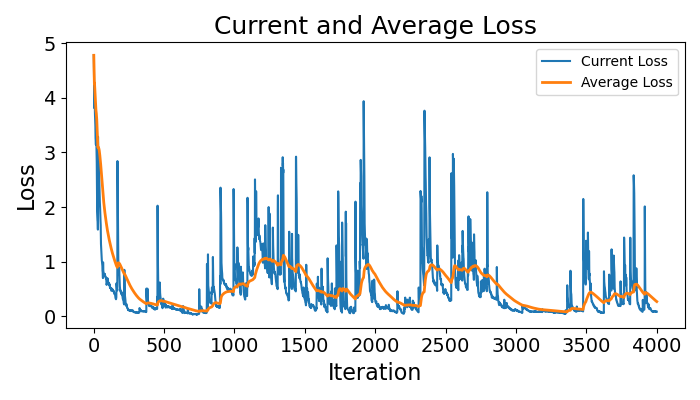 Current and Average Loss
Current Loss
Average Loss
Loss
5
4
3
2
1
0
0 500 1000 1500 2000 2500 3000 3500 4000
Iteration